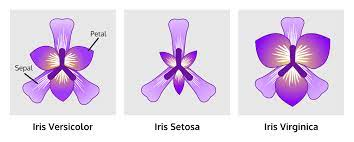 Petal
Sepal
Iris Versicolor
Iris Setosa
Iris Virginica